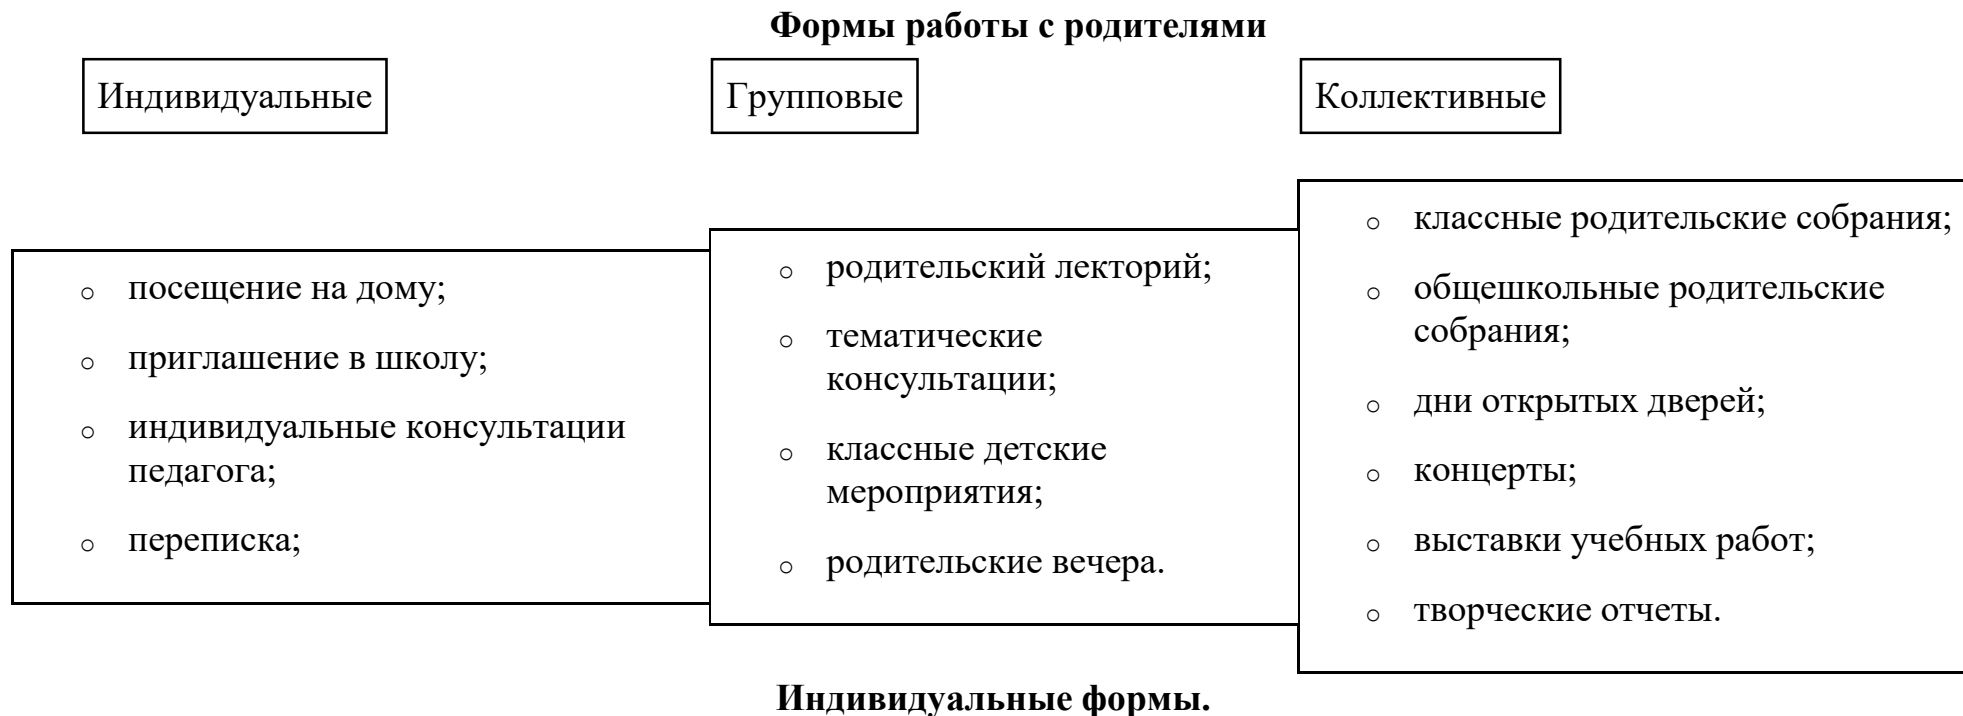 Формы работы с родителями
Индивидуальные
Групповые
Коллективные
○ посещение на дому;
○ приглашение в школу;
○ индивидуальные консультации
педагога;
○ переписка;
○ родительский лекторий;
○ тематические
консультации;
○ классные детские
мероприятия;
○ родительские вечера.
○ классные родительские собрания;
○ общешкольные родительские
собрания;
○ дни открытых дверей;
○ концерты;
○ выставки учебных работ;
○ творческие отчеты.
Индивидуальные формы.